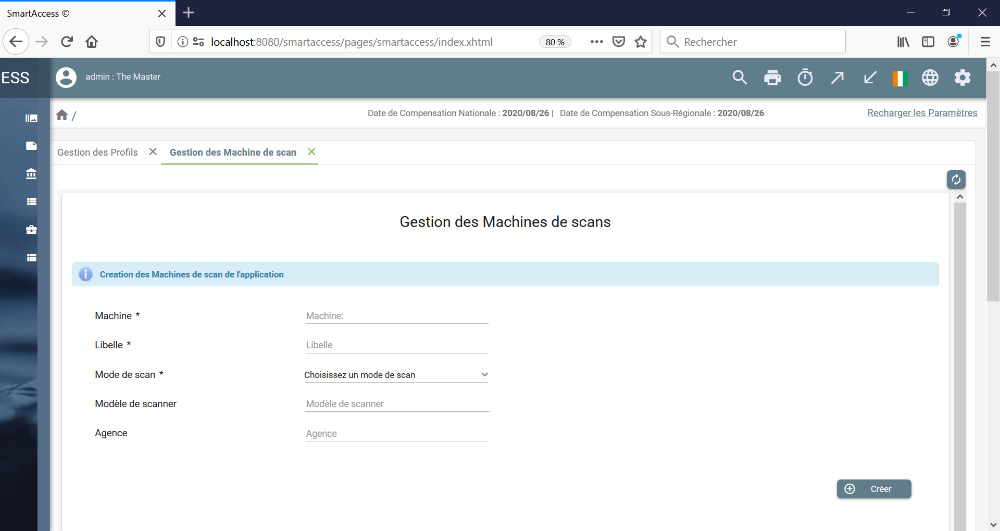 SmartAccess ©
localhost:8080/smartaccess/pages/smartaccess/index.xhtml
80 %
Rechercher
ESS
admin : The Master
/
Date de Compensation Nationale : 2020/08/26 | Date de Compensation Sous-Régionale : 2020/08/26
Recharger les Paramètres
Gestion des Profils
Gestion des Machine de scan
Gestion des Machines de scans
Creation des Machines de scan de l'application
Machine * Machine:
Libelle * Libelle
Mode de scan * Choisissez un mode de scan
Modèle de scanner Modèle de scanner
Agence Agence
Créer